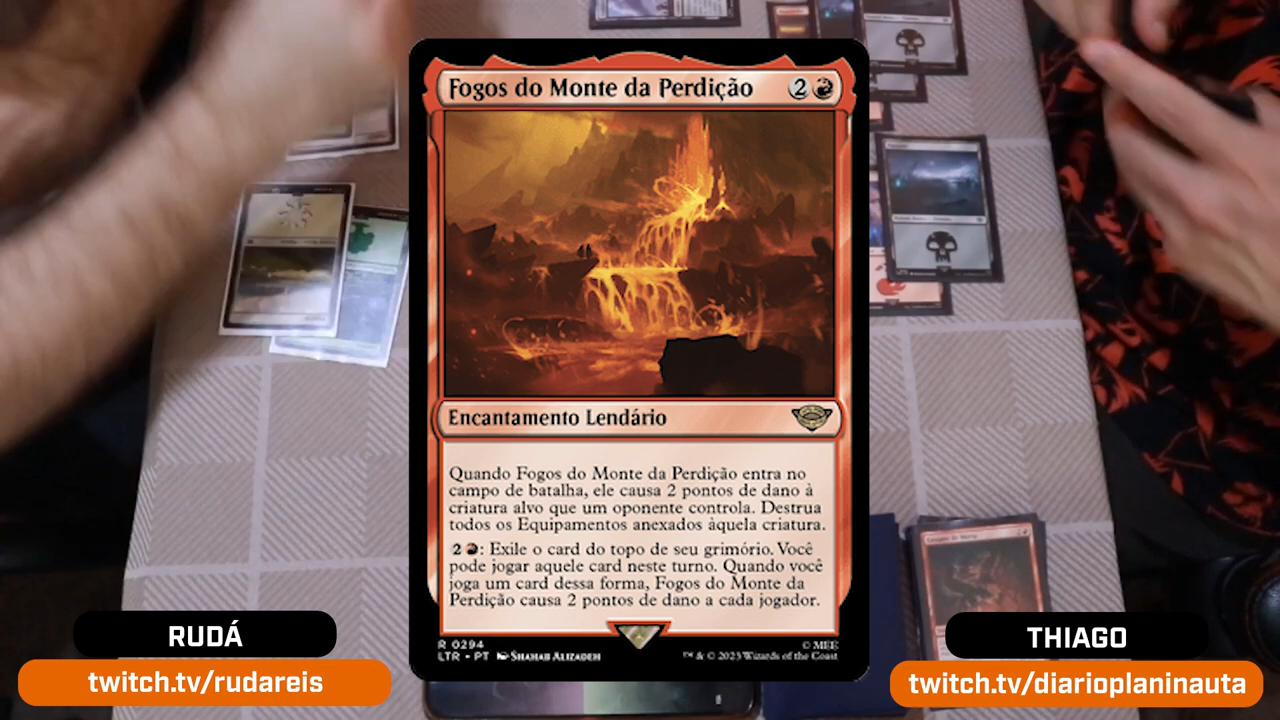 Fogos do Monte da Perdição 2
Encantamento Lendário
Quando Fogos do Monte da Perdição entra no
campo de batalha, ele causa 2 pontos de dano à
criatura alvo que um oponente controla. Destrua
todos os Equipamentos anexados àquela criatura.
2 : Exile o card do topo de seu grimório. Você
pode jogar aquele card neste turno. Quando você
joga um card dessa forma, Fogos do Monte da
Perdição causa 2 pontos de dano a cada jogador.
R 0294
LTR • PT SHAHAB ALIZADEH
© MEE
™ & © 2023 Wizards of the Coast
RUDÁ
twitch.tv/rudareis
THIAGO
twitch.tv/diarioplaninauta